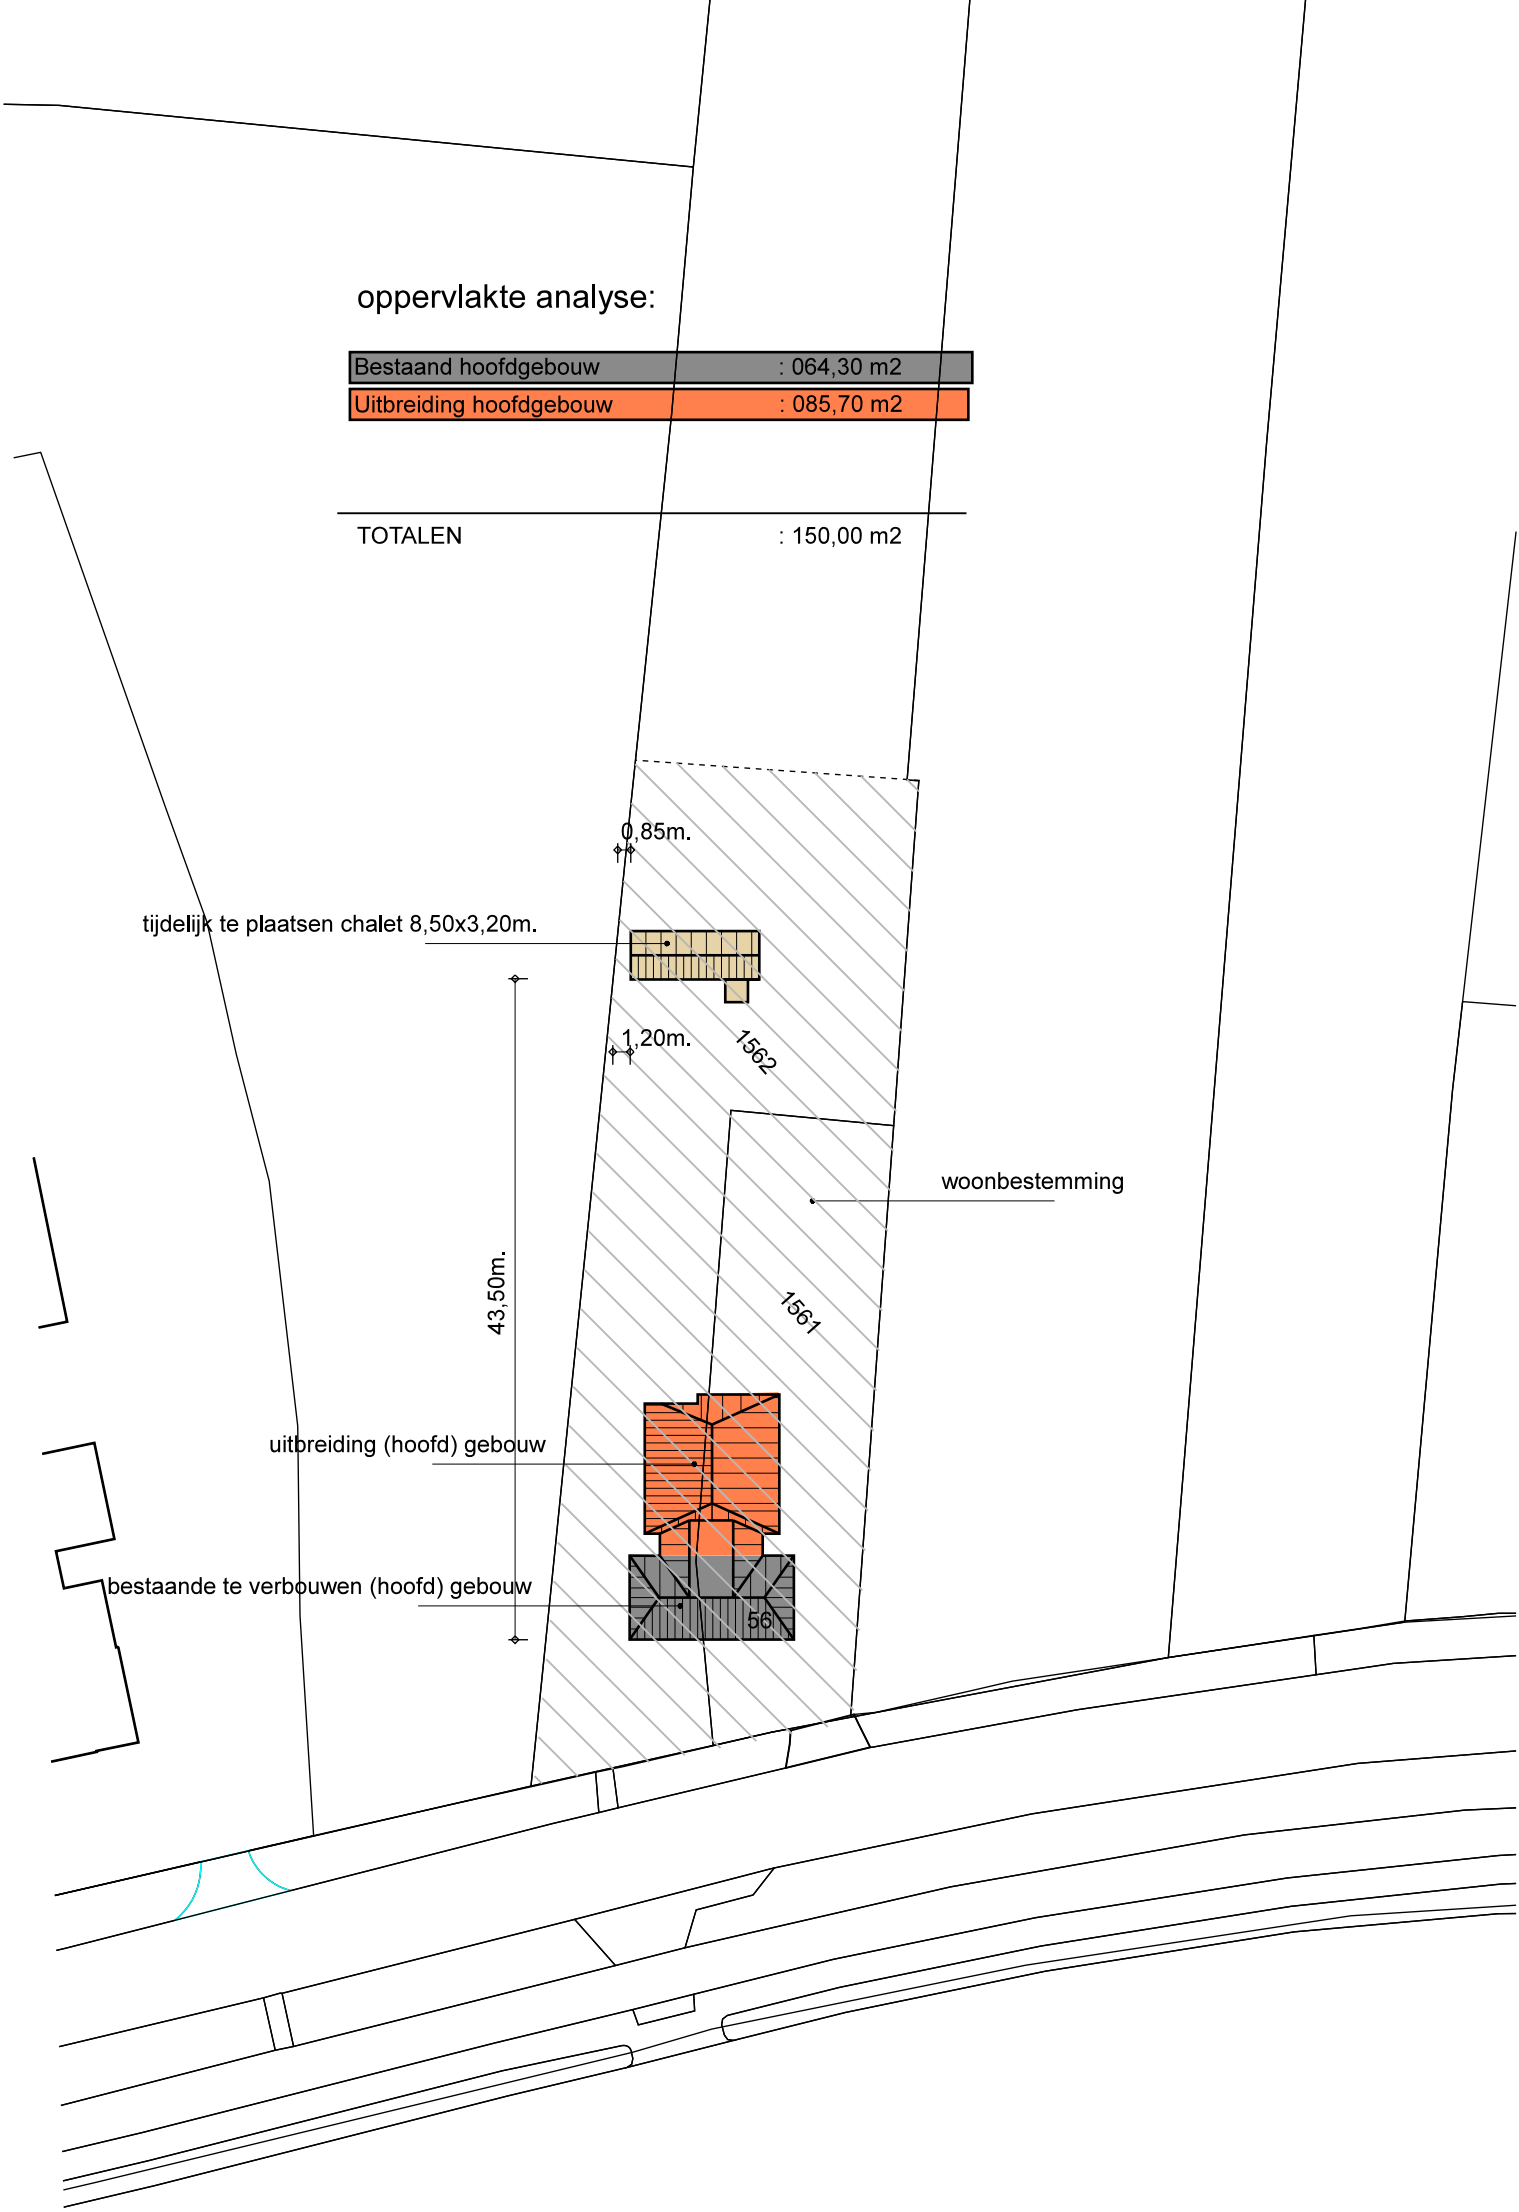 oppervlakte analyse:
Bestaand hoofdgebouw : 064,30 m2
Uitbreiding hoofdgebouw : 085,70 m2
TOTALEN : 150,00 m2
0,85m.
tijdelijk te plaatsen chalet 8,50x3,20m.
1,20m.
1562
woonbestemming
43,50m.
1561
uitbreiding (hoofd) gebouw
bestaande te verbouwen (hoofd) gebouw
56